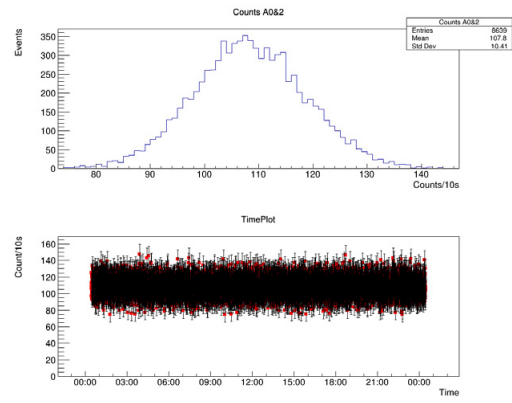 Counts A0&2
Counts A0&2
Entries 8639
Mean 107.8
Std Dev 10.41
Events
350
300
250
200
150
100
50
0
80 90 100 110 120 130 140
Counts/10s
TimePlot
Count/10s
160
140
120
100
80
60
40
20
0
00:00 03:00 06:00 09:00 12:00 15:00 18:00 21:00 00:00
Time